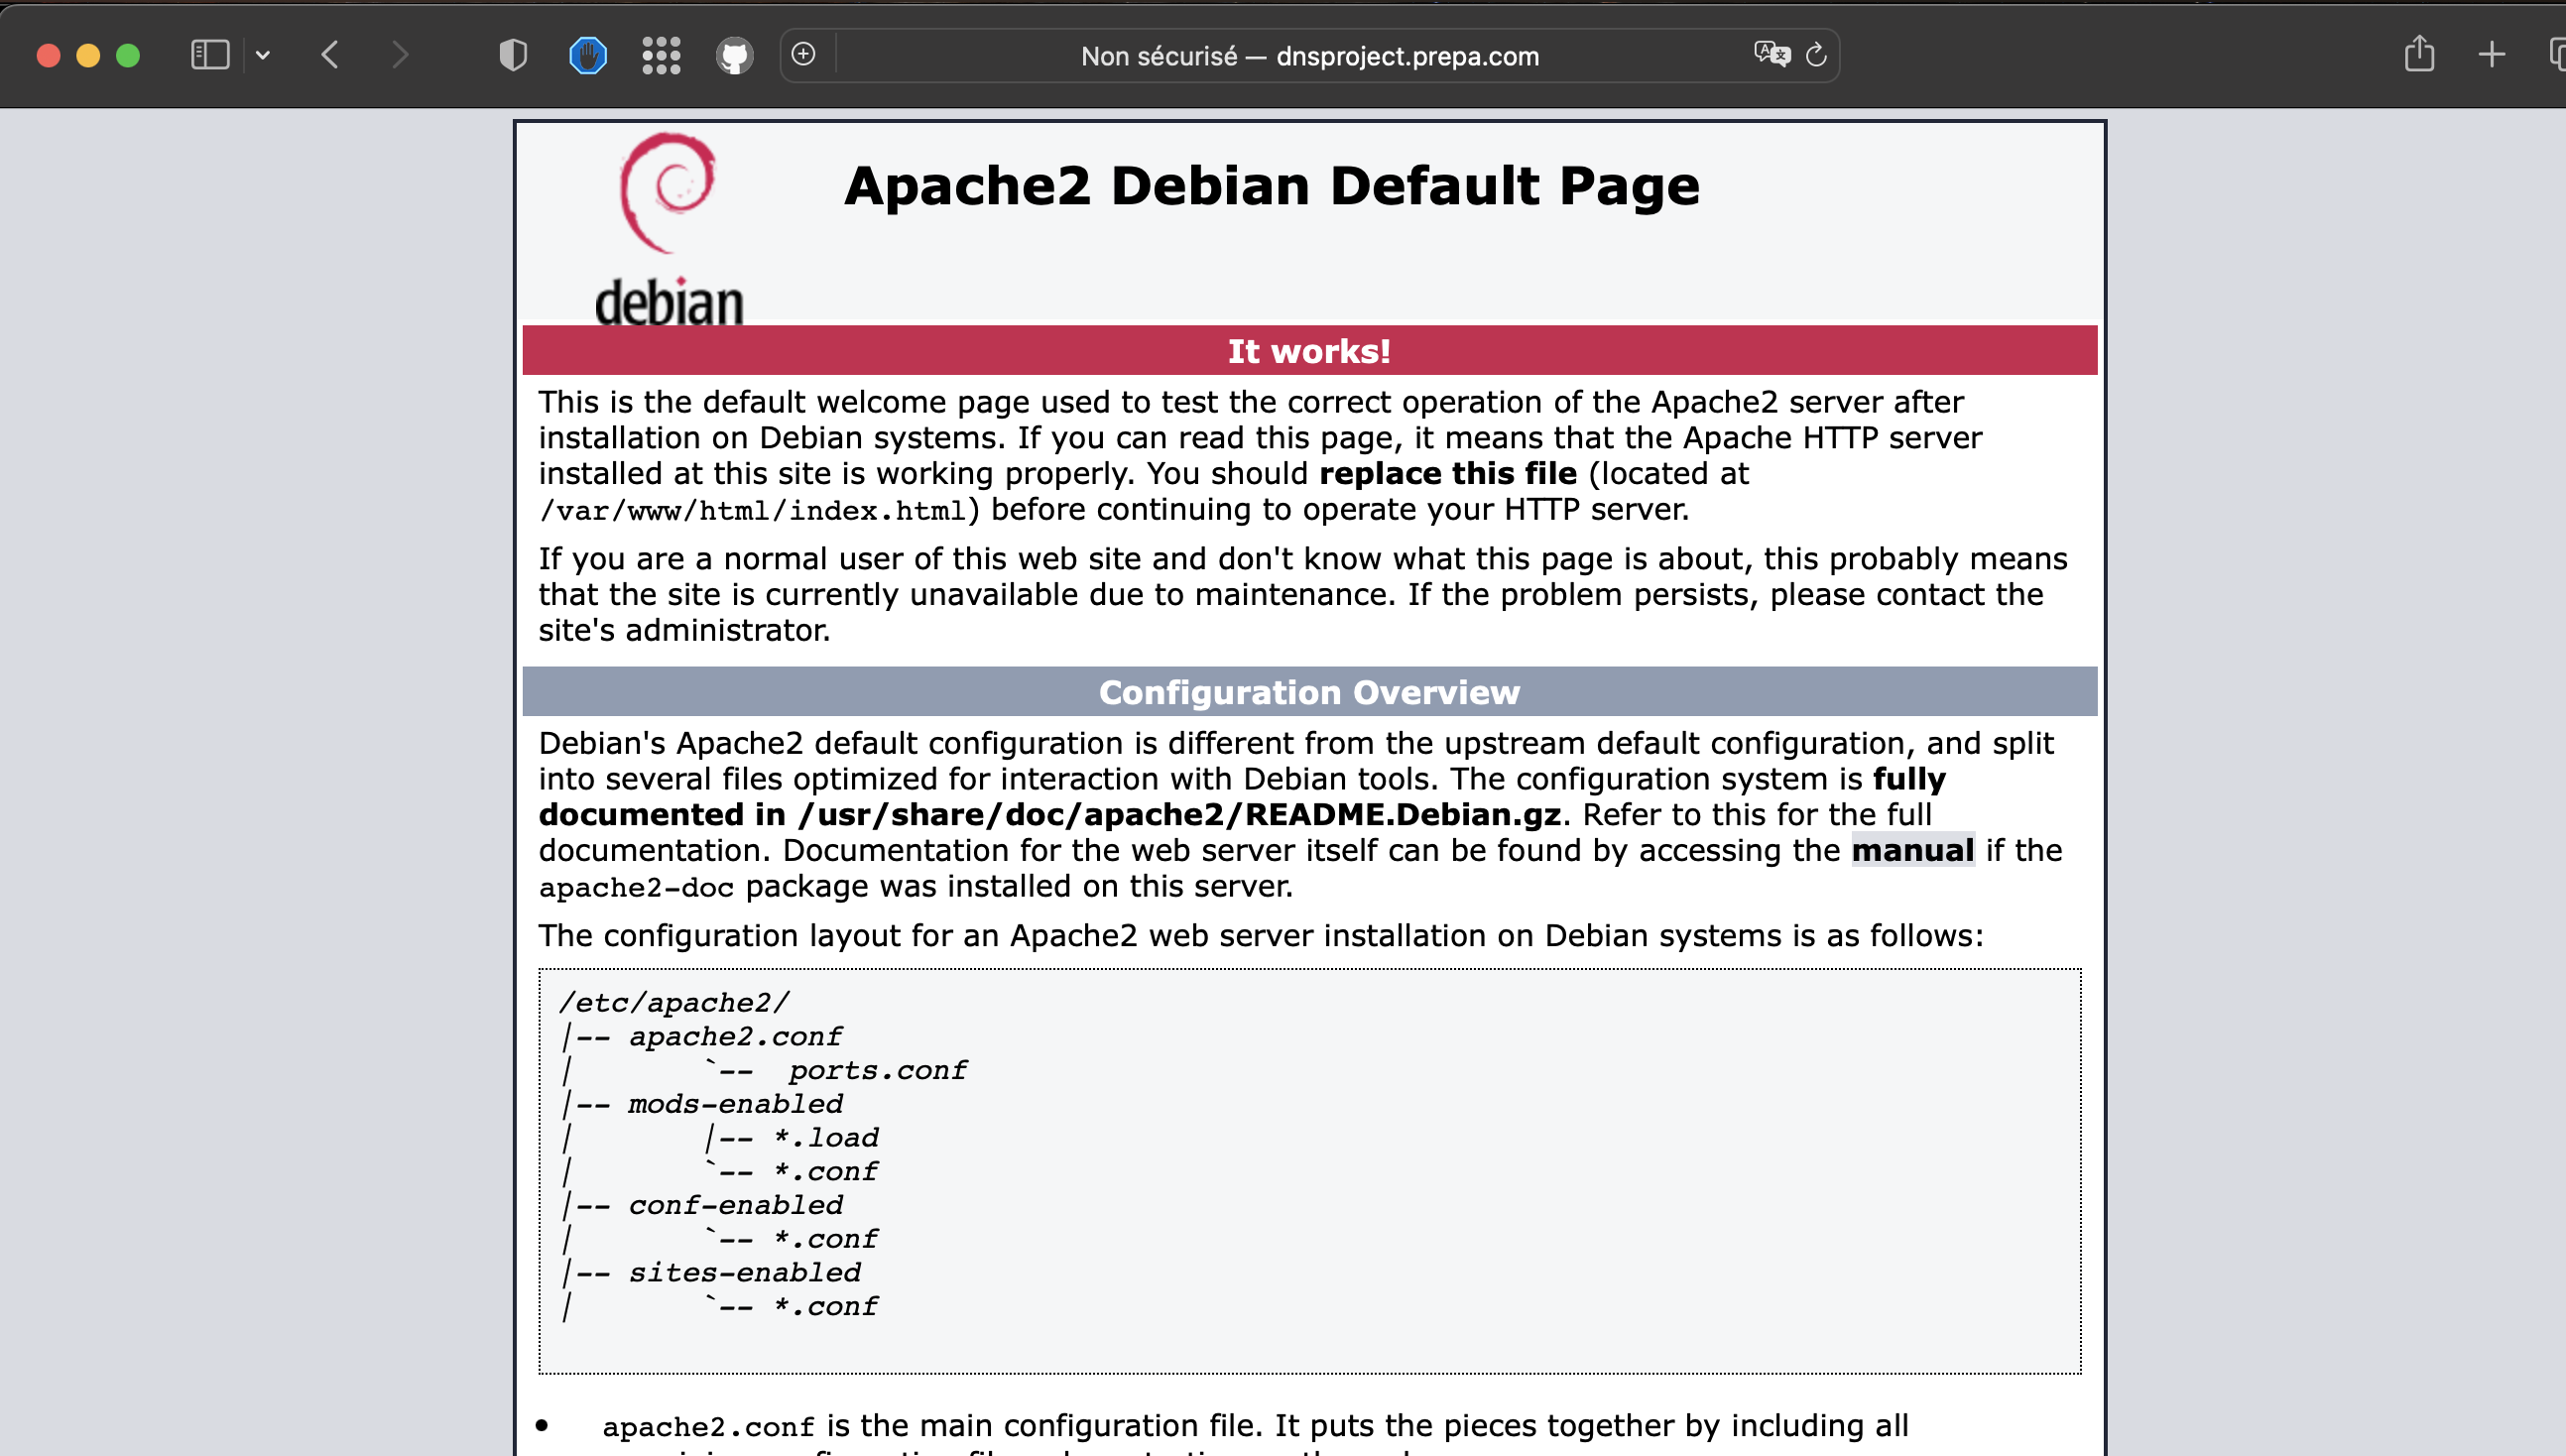 Non sécurisé — dnsproject.prepa.com
debian
Apache2 Debian Default Page
It works!
This is the default welcome page used to test the correct operation of the Apache2 server after
installation on Debian systems. If you can read this page, it means that the Apache HTTP server
installed at this site is working properly. You should replace this file (located at
/var/www/html/index.html) before continuing to operate your HTTP server.
If you are a normal user of this web site and don't know what this page is about, this probably means
that the site is currently unavailable due to maintenance. If the problem persists, please contact the
site's administrator.
Configuration Overview
Debian's Apache2 default configuration is different from the upstream default configuration, and split
into several files optimized for interaction with Debian tools. The configuration system is fully
documented in /usr/share/doc/apache2/README.Debian.gz. Refer to this for the full
documentation. Documentation for the web server itself can be found by accessing the manual if the
apache2-doc package was installed on this server.
The configuration layout for an Apache2 web server installation on Debian systems is as follows:
/etc/apache2/
|-- apache2.conf
|       `--  ports.conf
|-- mods-enabled
|       |-- *.load
|       `-- *.conf
|-- conf-enabled
|       `-- *.conf
|-- sites-enabled
|       `-- *.conf
• apache2.conf is the main configuration file. It puts the pieces together by including all